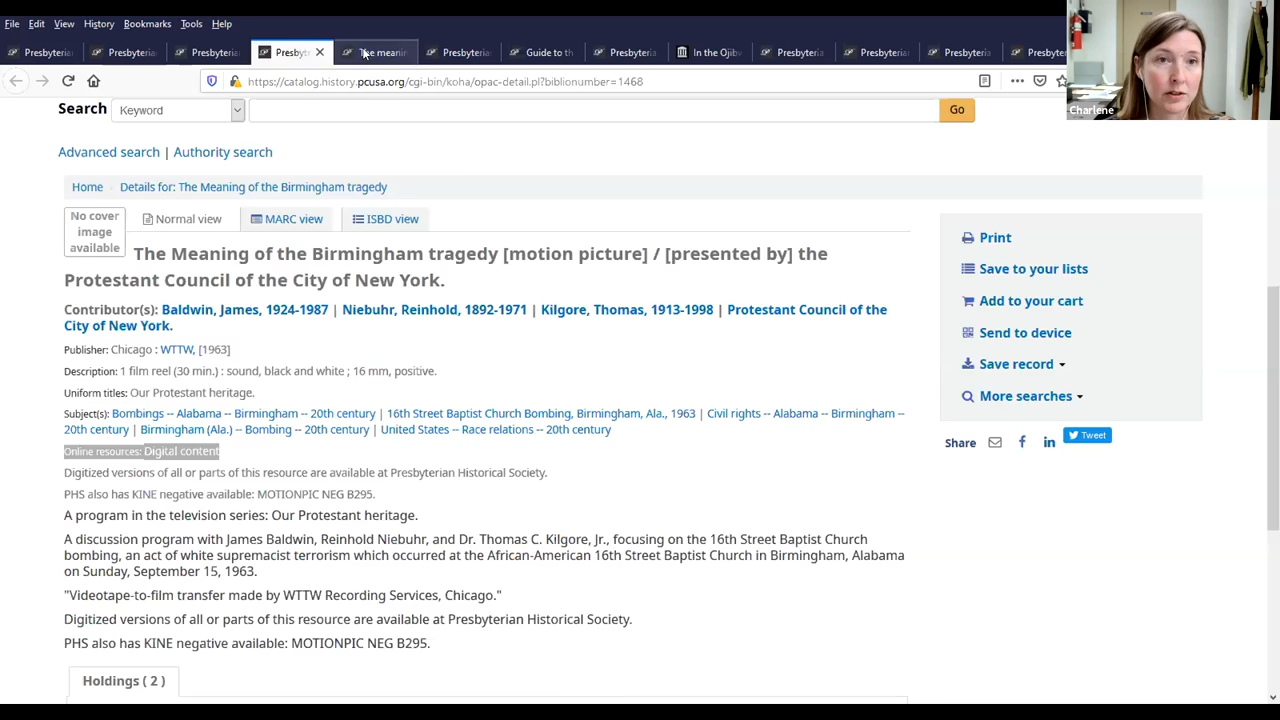 File Edit View History Bookmarks Tools Help
Presbyteria Presbyteria Presbyteria Presbyt The meanin Presbyteria Guide to th Presbyteria In the Ojib Presbyteria Presbyteria Presbyteria Presbyte
https://catalog.history.pcusa.org/cgi-bin/koha/opac-detail.pl?biblionumber=1468
Charlene
Search Keyword Go
Advanced search | Authority search
Home Details for: The Meaning of the Birmingham tragedy
No cover image available
Normal view MARC view ISBD view
The Meaning of the Birmingham tragedy [motion picture] / [presented by] the
Protestant Council of the City of New York.
Contributor(s): Baldwin, James, 1924-1987 | Niebuhr, Reinhold, 1892-1971 | Kilgore, Thomas, 1913-1998 | Protestant Council of the
City of New York.
Publisher: Chicago : WTTW, [1963]
Description: 1 film reel (30 min.) : sound, black and white ; 16 mm, positive.
Uniform titles: Our Protestant heritage.
Subject(s): Bombings -- Alabama -- Birmingham -- 20th century | 16th Street Baptist Church Bombing, Birmingham, Ala., 1963 | Civil rights -- Alabama -- Birmingham --
20th century | Birmingham (Ala.) -- Bombing -- 20th century | United States -- Race relations -- 20th century
Online resources: Digital content
Digitized versions of all or parts of this resource are available at Presbyterian Historical Society.
PHS also has KINE negative available: MOTIONPIC NEG B295.
A program in the television series: Our Protestant heritage.
A discussion program with James Baldwin, Reinhold Niebuhr, and Dr. Thomas C. Kilgore, Jr., focusing on the 16th Street Baptist Church
bombing, an act of white supremacist terrorism which occurred at the African-American 16th Street Baptist Church in Birmingham, Alabama
on Sunday, September 15, 1963.
"Videotape-to-film transfer made by WTTW Recording Services, Chicago."
Digitized versions of all or parts of this resource are available at Presbyterian Historical Society.
PHS also has KINE negative available: MOTIONPIC NEG B295.
Holdings ( 2 )
Print
Save to your lists
Add to your cart
Send to device
Save record
More searches
Share Tweet